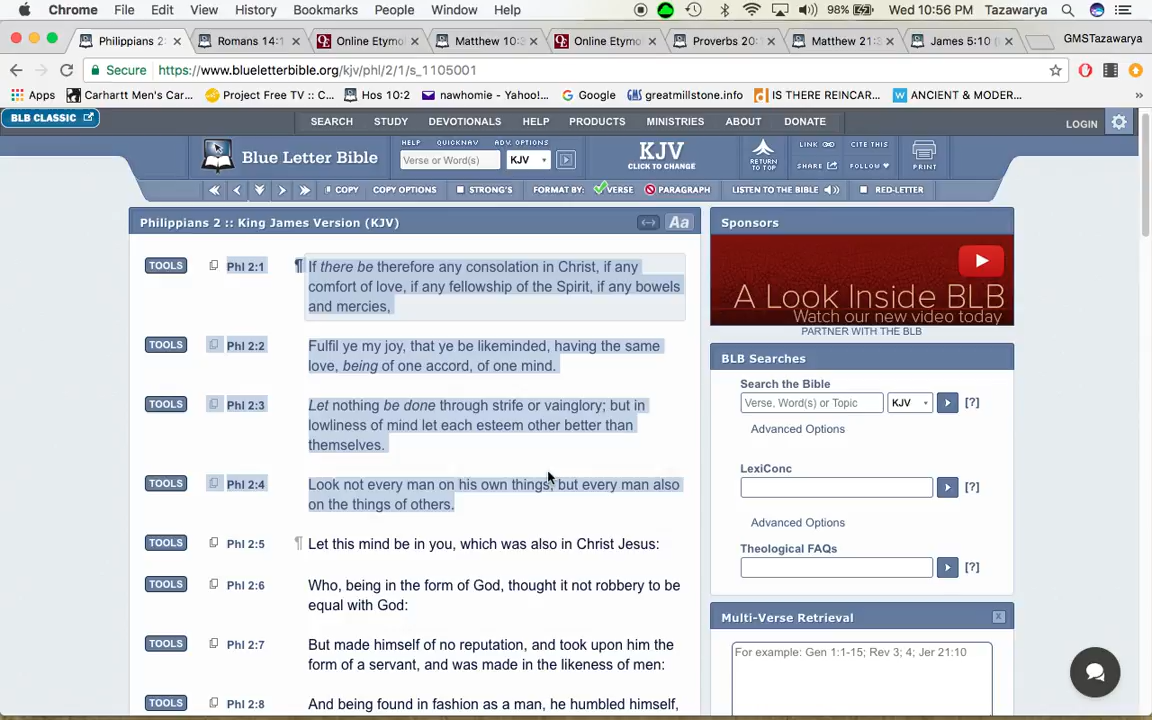 Chrome File Edit View History Bookmarks People Window Help 98% Wed 10:56 PM Tazawarya
Philippians 2: Romans 14:1 Online Etymo Matthew 10:3 Online Etymo Proverbs 20: Matthew 21:3 James 5:10 ( GMSTazawarya
Secure https://www.blueletterbible.org/kjv/phl/2/1/s_1105001
Apps Carhartt Men's Car... Project Free TV :: C... Hos 10:2 nawhomie - Yahoo!... Google greatmillstone.info IS THERE REINCAR... ANCIENT & MODER... »
BLB CLASSIC SEARCH STUDY DEVOTIONALS HELP PRODUCTS MINISTRIES ABOUT DONATE LOGIN
HELP QUICKNAV ADV. OPTIONS
Blue Letter Bible Verse or Word(s) KJV KJV CLICK TO CHANGE RETURN TO TOP LINK CITE THIS SHARE FOLLOW PRINT
COPY COPY OPTIONS STRONG'S FORMAT BY: VERSE PARAGRAPH LISTEN TO THE BIBLE RED-LETTER
Philippians 2 :: King James Version (KJV) Aa
TOOLS Phl 2:1 ¶ If there be therefore any consolation in Christ, if any
comfort of love, if any fellowship of the Spirit, if any bowels
and mercies,
TOOLS Phl 2:2 Fulfil ye my joy, that ye be likeminded, having the same
love, being of one accord, of one mind.
TOOLS Phl 2:3 Let nothing be done through strife or vainglory; but in
lowliness of mind let each esteem other better than
themselves.
TOOLS Phl 2:4 Look not every man on his own things, but every man also
on the things of others.
TOOLS Phl 2:5 ¶ Let this mind be in you, which was also in Christ Jesus:
TOOLS Phl 2:6 Who, being in the form of God, thought it not robbery to be
equal with God:
TOOLS Phl 2:7 But made himself of no reputation, and took upon him the
form of a servant, and was made in the likeness of men:
TOOLS Phl 2:8 And being found in fashion as a man, he humbled himself,
Sponsors
A Look Inside BLB
Watch our new video today
PARTNER WITH THE BLB
BLB Searches
Search the Bible
Verse, Word(s) or Topic KJV [?]
Advanced Options
LexiConc
[?]
Advanced Options
Theological FAQs
[?]
Multi-Verse Retrieval x
For example: Gen 1:1-15; Rev 3; 4; Jer 21:10